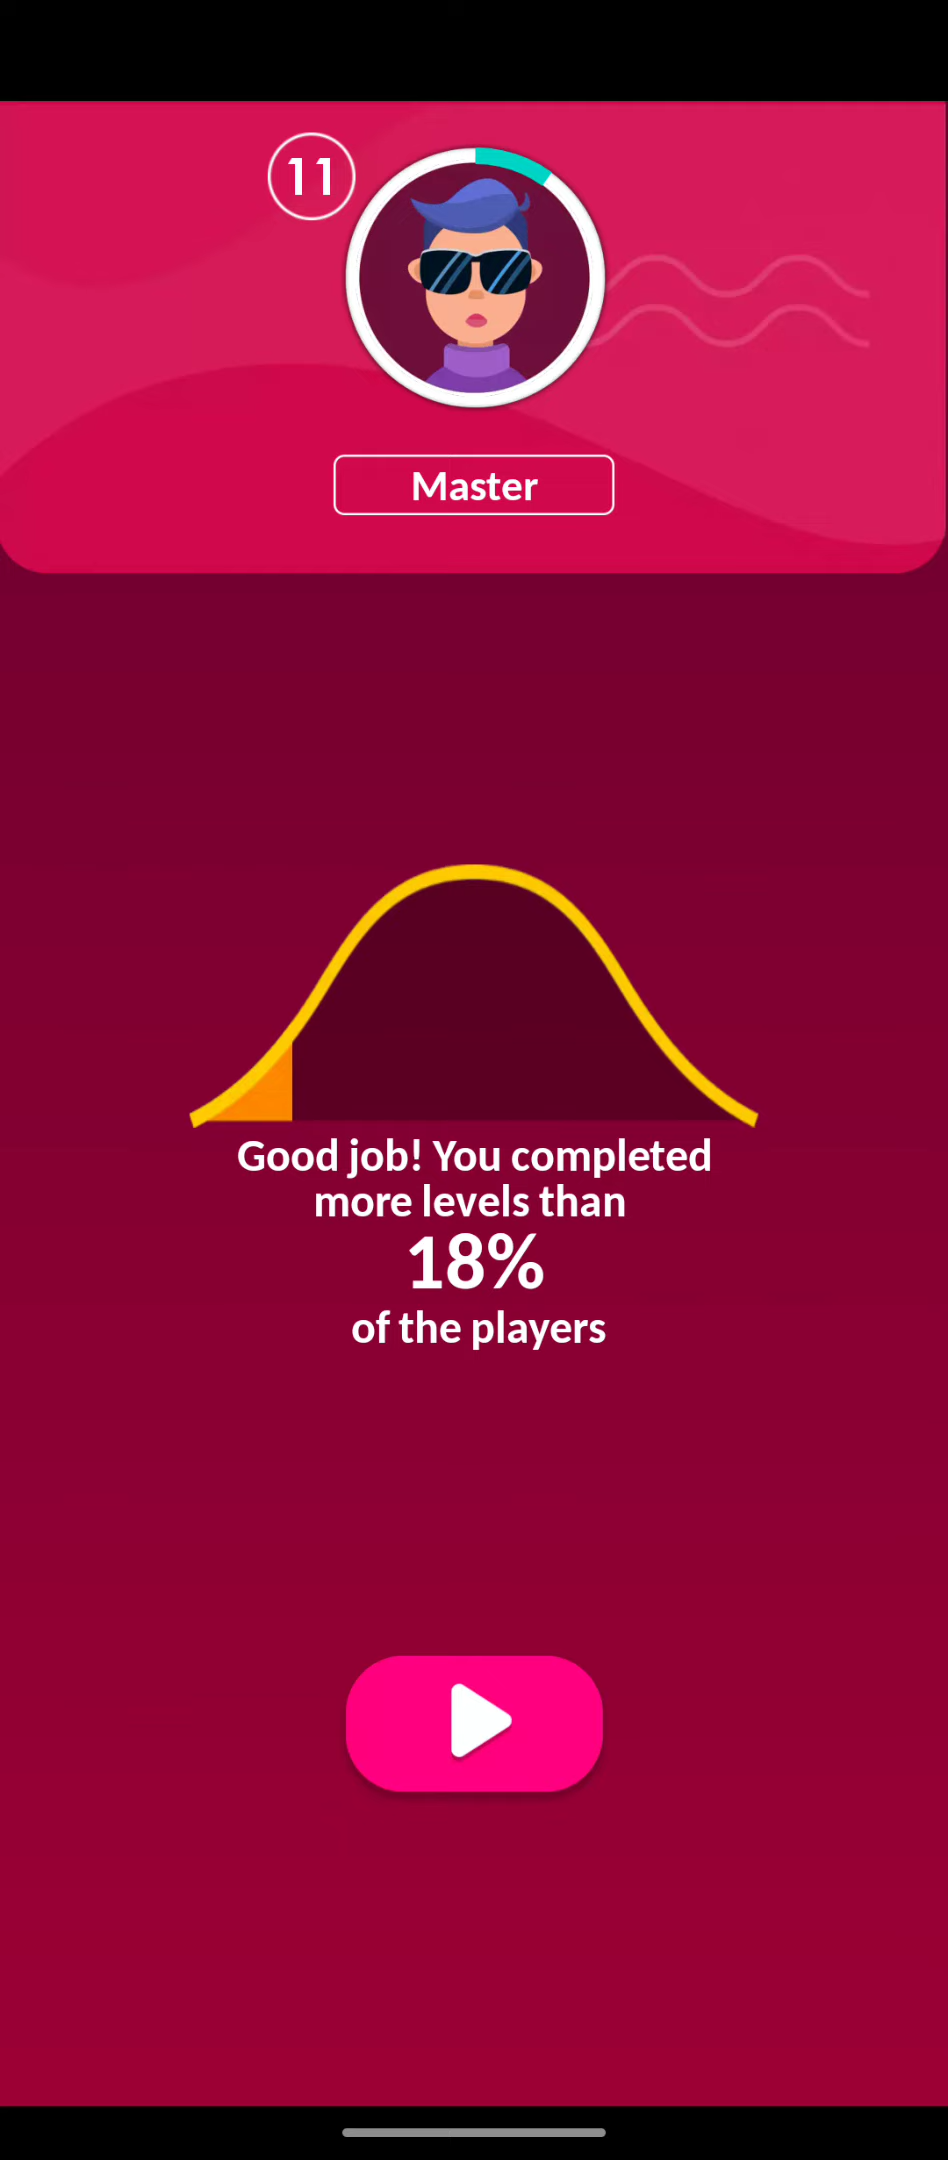 11
Master
Good job! You completed
more levels than
18%
of the players